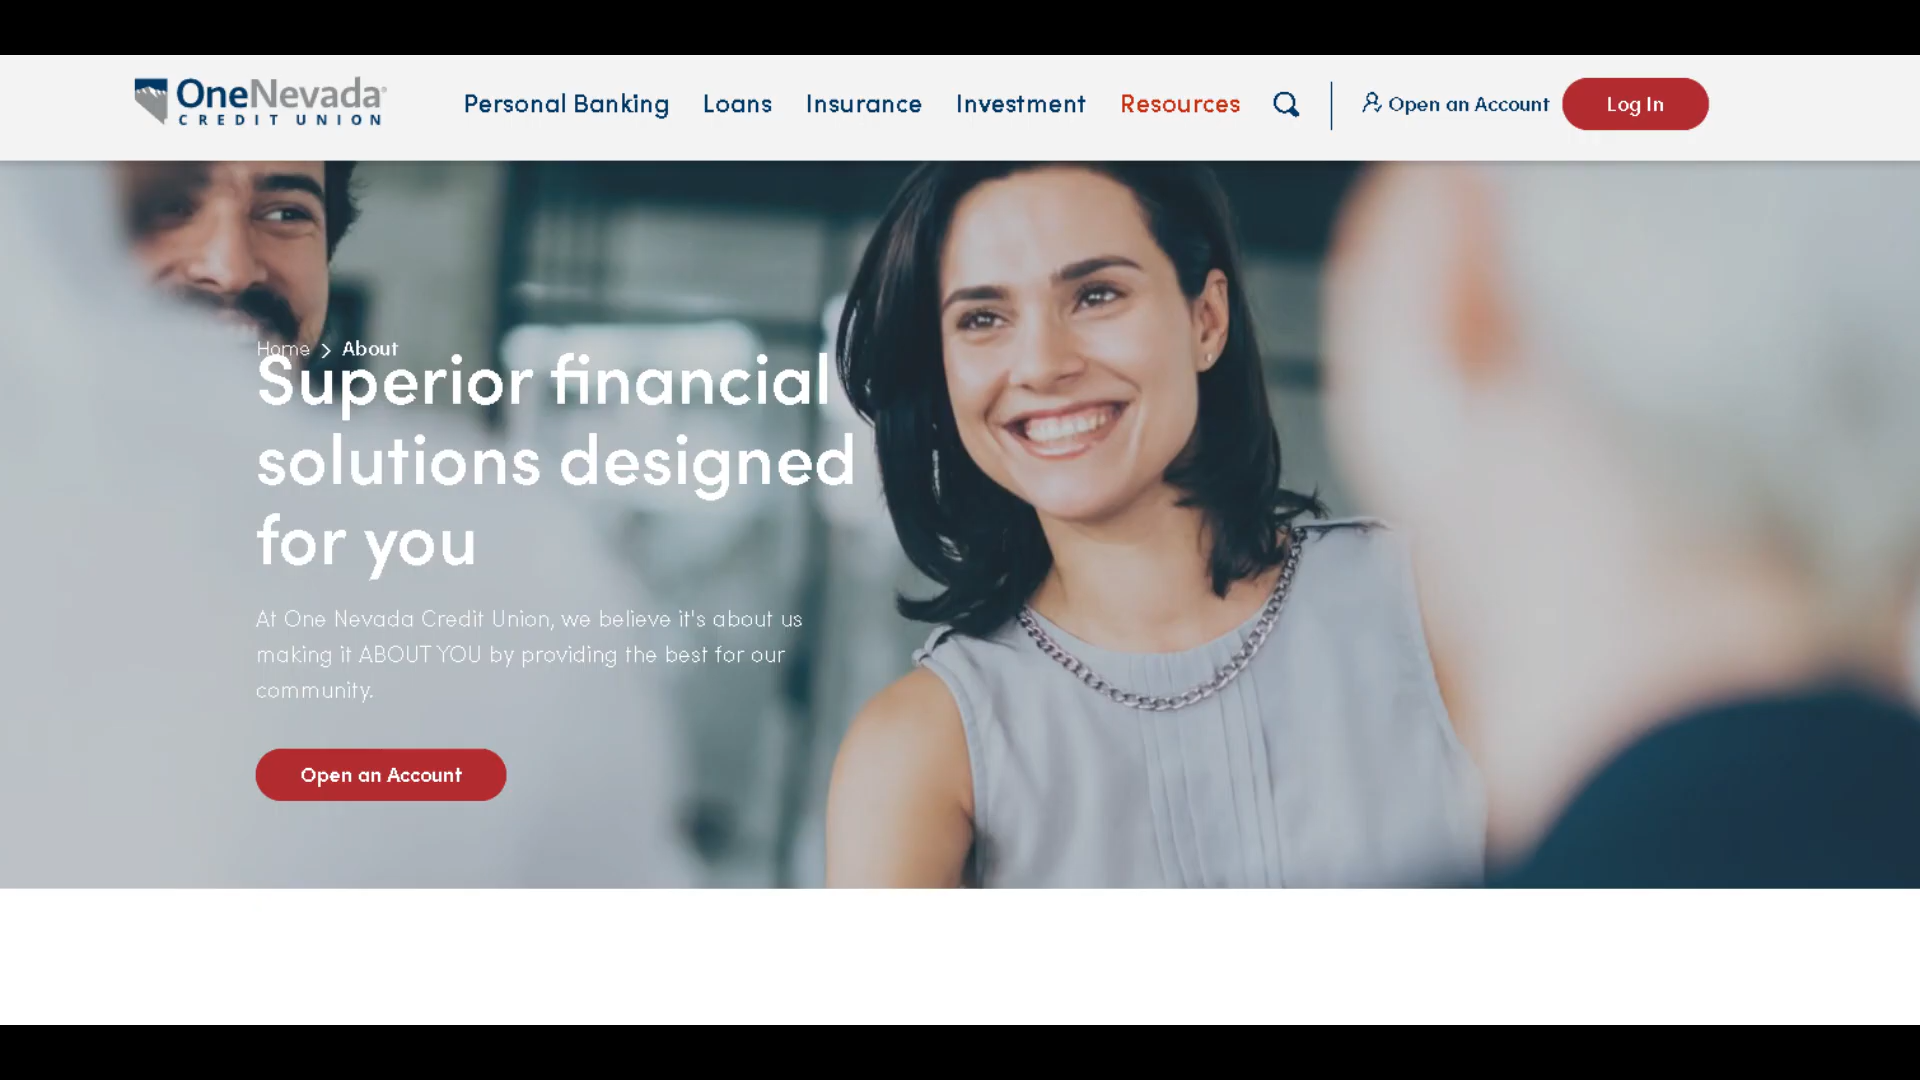 OneNevada
CREDIT UNION
Personal Banking Loans Insurance Investment Resources Open an Account Log In
Home > About
Superior financial
solutions designed
for you
At One Nevada Credit Union, we believe it's about us
making it ABOUT YOU by providing the best for our
community.
Open an Account